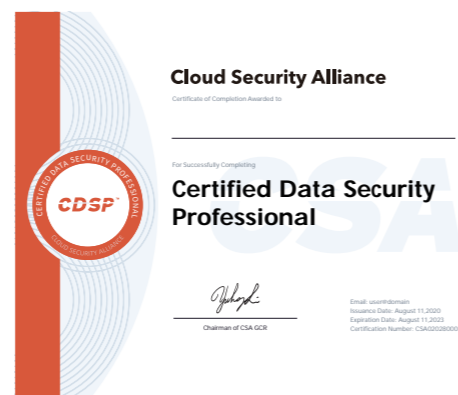 Cloud Security Alliance
Certificate of Completion Awarded to
For Successfully Completing
CSA
Certified Data Security
Professional
CERTIFIED DATA SECURITY PROFESSIONAL
CDSP™
CLOUD SECURITY ALLIANCE
Chairman of CSA GCR
Email: user@domain
Issuance Date: August 11,2020
Expiration Date: August 11,2023
Certification Number: CSA02028000